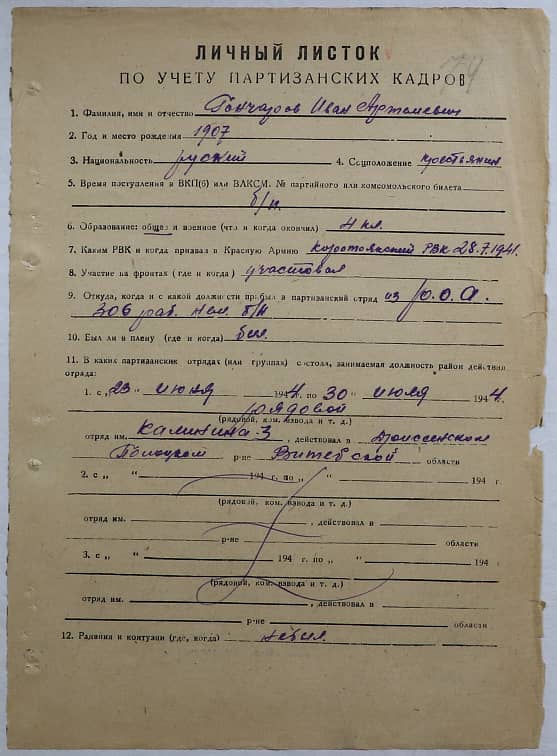 74
ЛИЧНЫЙ ЛИСТОК
ПО УЧЕТУ ПАРТИЗАНСКИХ КАДРОВ
1. Фамилия, имя и отчество Гончаров Иван Артемевич
2. Год и место рождения 1907
3. Национальность руский 4. Соцположение крестьянин
5. Время поступления в ВКП(б) или ВЛКСМ, № партийного или комсомольского билета
б/п.
6. Образование: общее и военное (что и когда окончил) 4 кл.
7. Каким РВК и когда призван в Красную Армию Коротоякский РВК 28.7.1941.
8. Участие на фронтах (где и когда) участвовал
9. Откуда, когда и с какой должности прибыл в партизанский отряд из р.о.а.
306 раб. б/н
10. Был ли в плену (где и когда) был.
11. В каких партизанских отрядах (или группах) состоял, занимаемая должность район действия
отряда:
1. с „23 " июня 1944 г. по 30 " июля 1944.
рядовой
(рядовой, ком. взвода и т. д.)
отряд им. Калинина-3, действовал в Дриссенском
Полоцком р-не Витебской области
2. с „ " 194 г. по „ " 194 г.
(рядовой, ком. взвода и т. д.)
отряд им. , действовал в
р-не области
3. с „ " 194 г. по „ " 194 г.
(рядовой, ком. взвода и т. д.)
отряд им. , действовал в
р-не области
12. Ранения и контузии (где, когда) небыл.